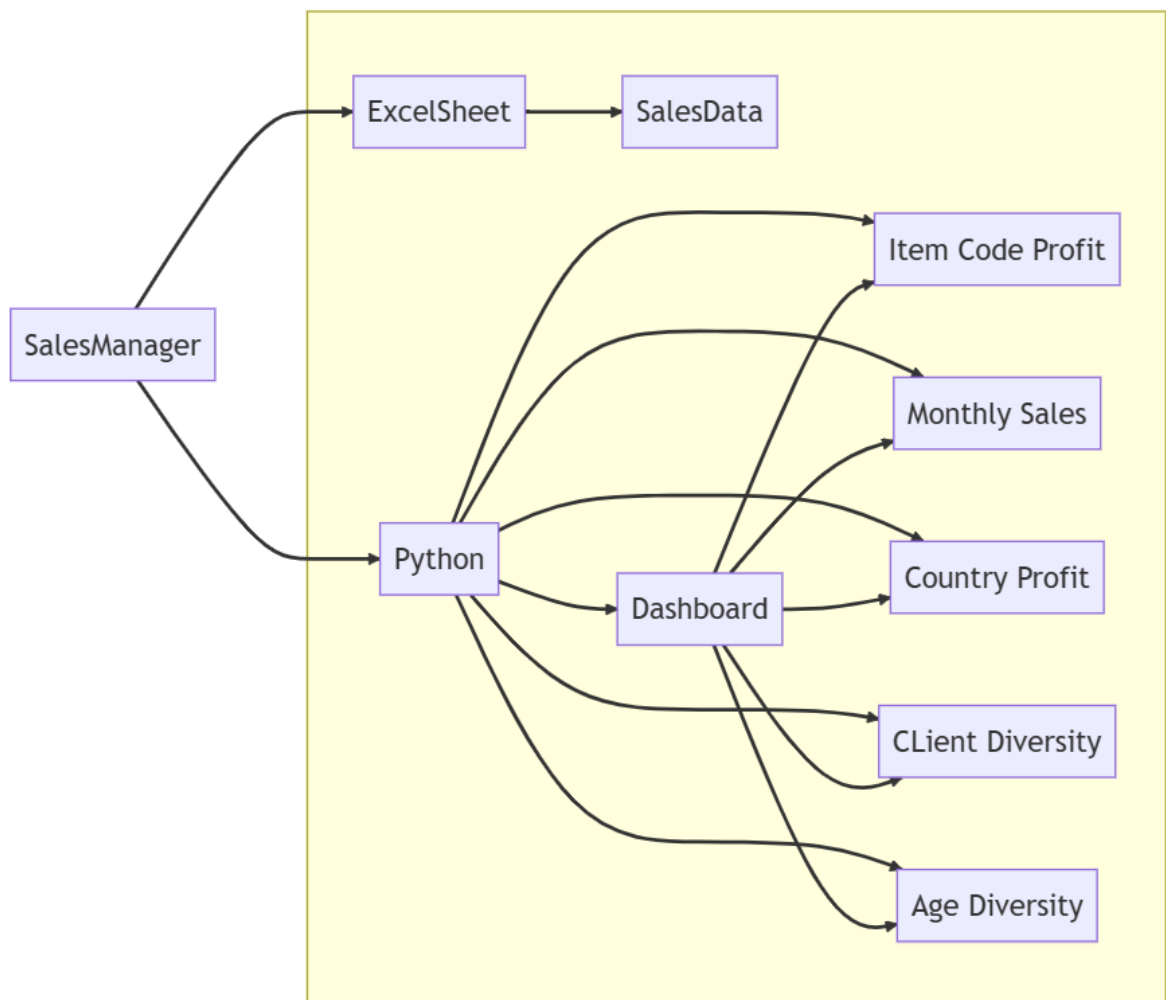 ExcelSheet
SalesData
Item Code Profit
SalesManager
Monthly Sales
Python
Country Profit
Dashboard
CLient Diversity
Age Diversity